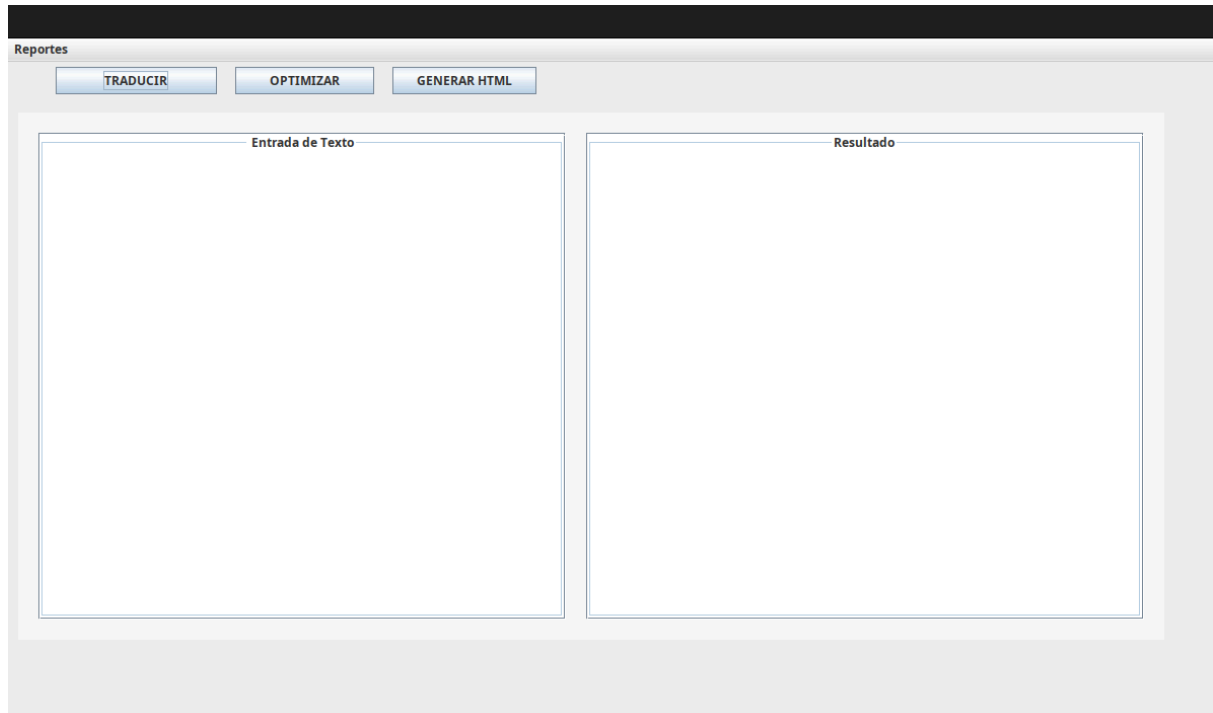 Reportes
TRADUCIR OPTIMIZAR GENERAR HTML
Entrada de Texto Resultado